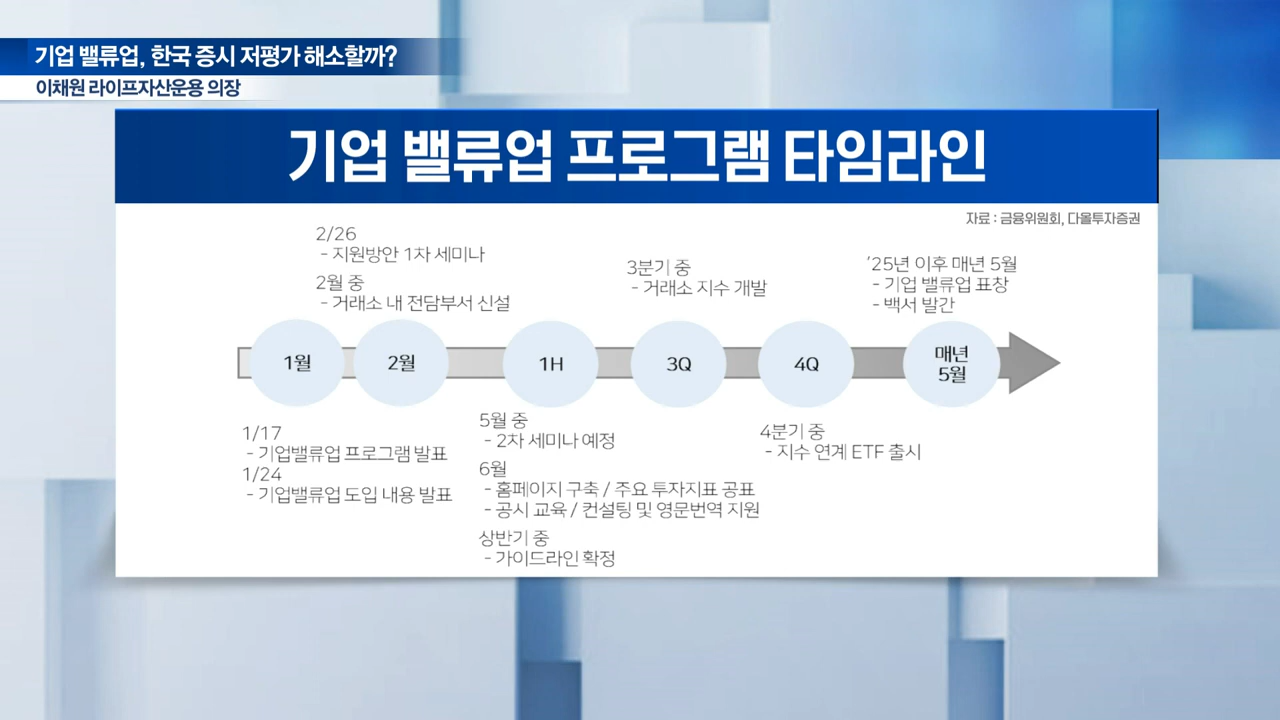 기업 밸류업, 한국 증시 저평가 해소할까?
이채원 라이프자산운용 의장
기업 밸류업 프로그램 타임라인
자료 : 금융위원회, 다올투자증권
2/26
- 지원방안 1차 세미나
2월 중
- 거래소 내 전담부서 신설
3분기 중
- 거래소 지수 개발
’25년 이후 매년 5월
- 기업 밸류업 표창
- 백서 발간
1월
2월
1H
3Q
4Q
매년
5월
1/17
- 기업밸류업 프로그램 발표
1/24
- 기업밸류업 도입 내용 발표
5월 중
- 2차 세미나 예정
6월
- 홈페이지 구축 / 주요 투자지표 공표
- 공시 교육 / 컨설팅 및 영문번역 지원
상반기 중
- 가이드라인 확정
4분기 중
- 지수 연계 ETF 출시